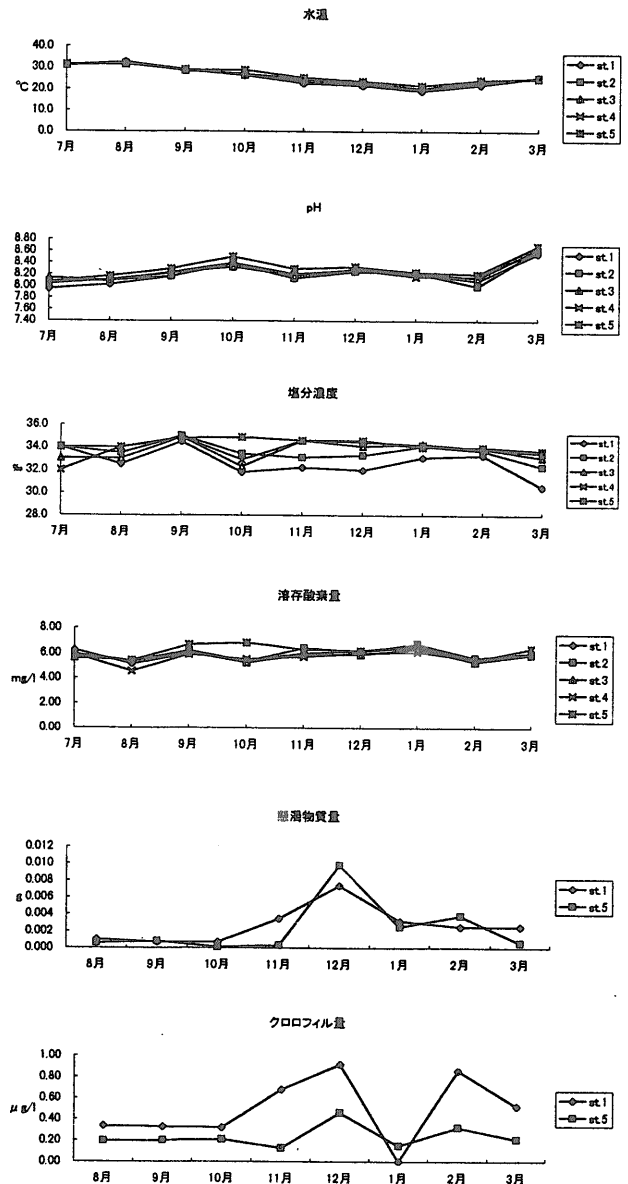 水温
40.0
30.0
20.0
10.0
0.0
℃
7月 8月 9月 10月 11月 12月 1月 2月 3月
st.1
st.2
st.3
st.4
st.5
pH
8.80
8.60
8.40
8.20
8.00
7.80
7.60
7.40
7月 8月 9月 10月 11月 12月 1月 2月 3月
st.1
st.2
st.3
st.4
st.5
塩分濃度
36.0
34.0
32.0
30.0
28.0
7月 8月 9月 10月 11月 12月 1月 2月 3月
st.1
st.2
st.3
st.4
st.5
溶存酸素量
8.00
6.00
4.00
2.00
0.00
mg/l
7月 8月 9月 10月 11月 12月 1月 2月 3月
st.1
st.2
st.3
st.4
st.5
懸濁物質量
0.012
0.010
0.008
0.006
0.004
0.002
0.000
g
8月 9月 10月 11月 12月 1月 2月 3月
st.1
st.5
クロロフィル量
1.00
0.80
0.60
0.40
0.20
0.00
μg/l
8月 9月 10月 11月 12月 1月 2月 3月
st.1
st.5